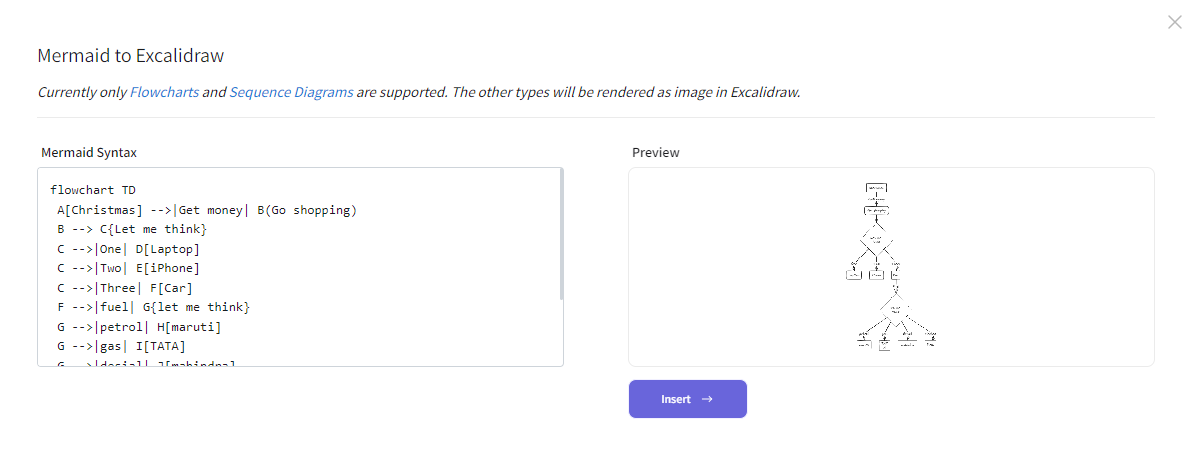 Mermaid to Excalidraw
Currently only Flowcharts and Sequence Diagrams are supported. The other types will be rendered as image in Excalidraw.
Mermaid Syntax
flowchart TD
A[Christmas] -->|Get money| B(Go shopping)
B --> C{Let me think}
C -->|One| D[Laptop]
C -->|Two| E[iPhone]
C -->|Three| F[Car]
F -->|fuel| G{let me think}
G -->|petrol| H[maruti]
G -->|gas| I[TATA]
G -->|desial| J[mahindra]
Preview
Insert →